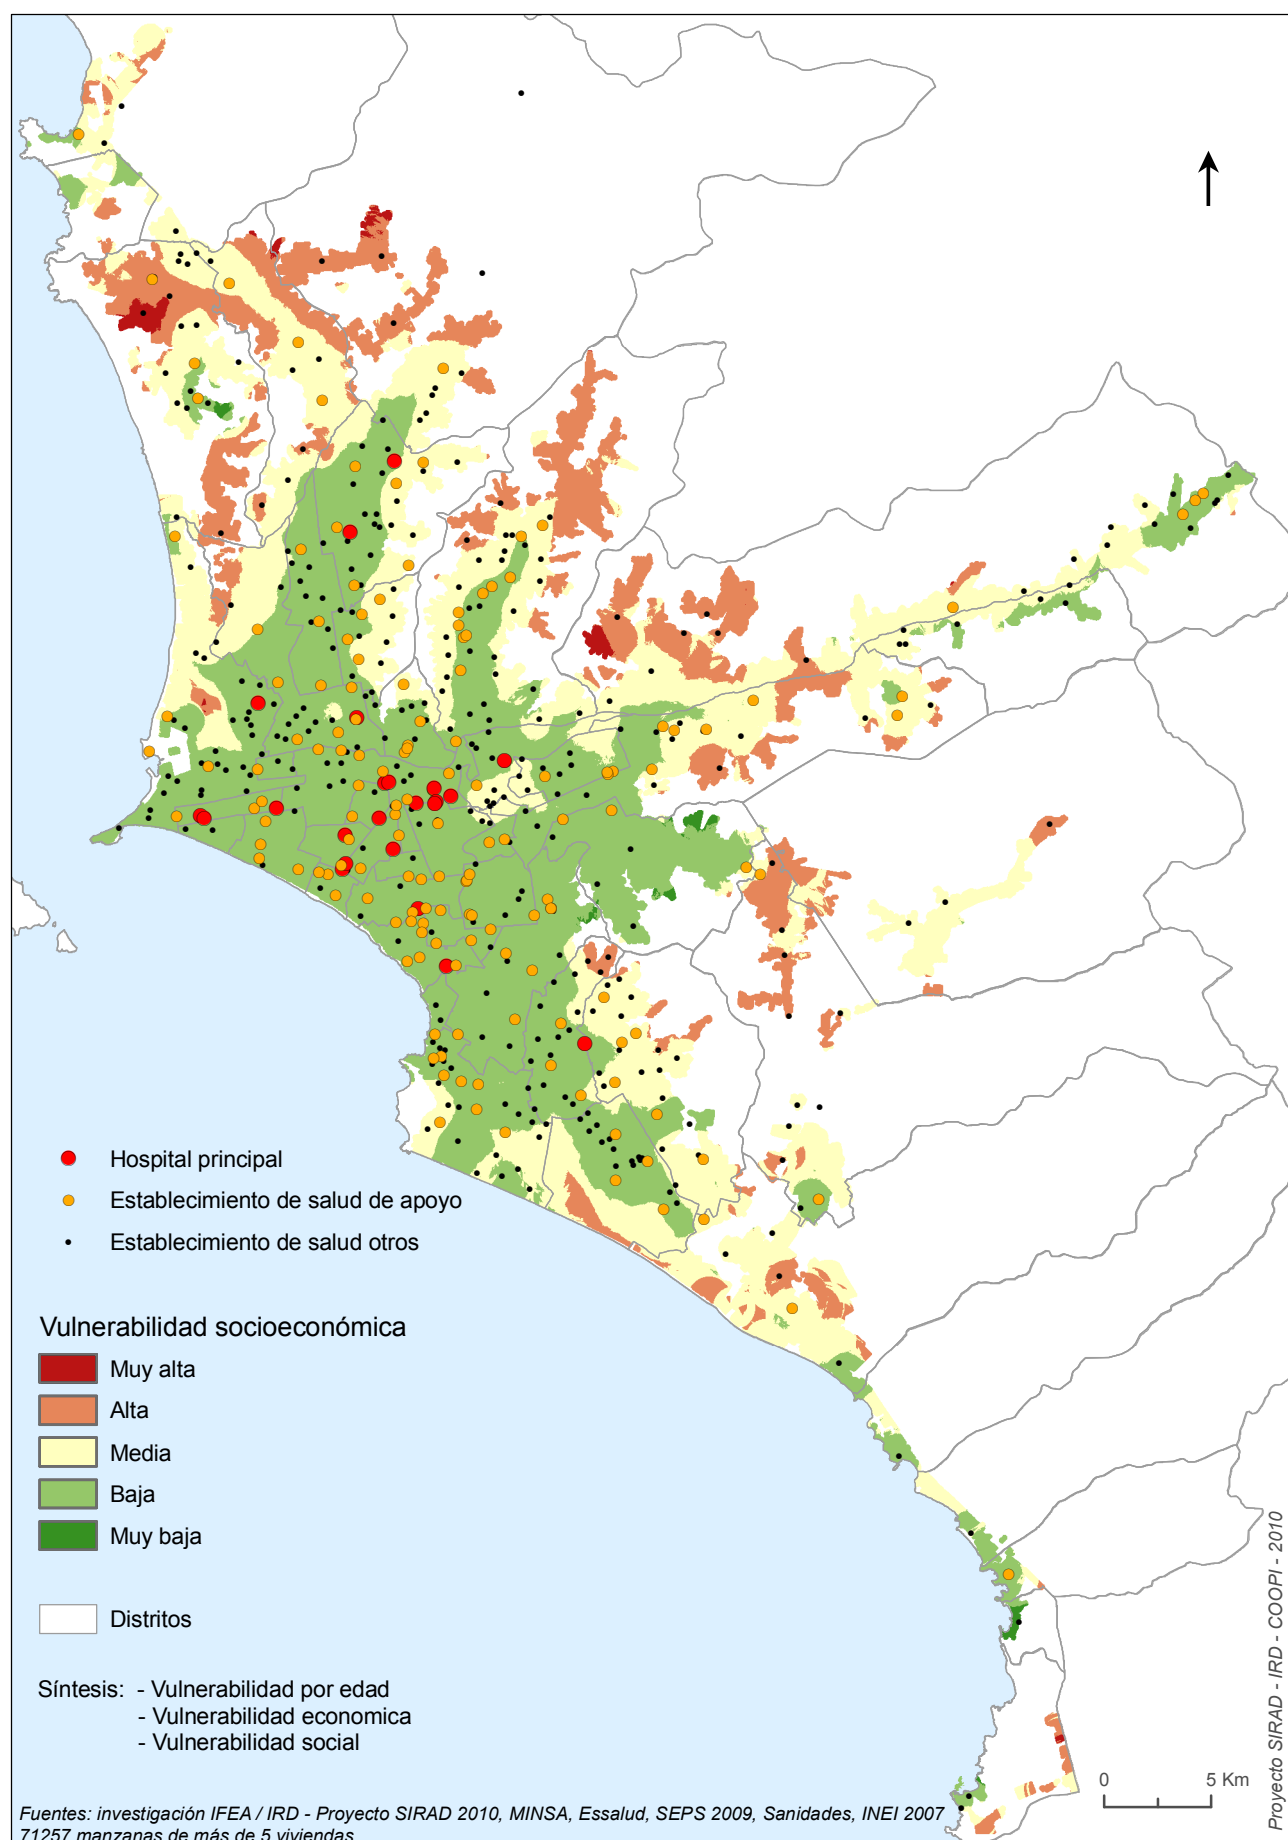 Hospital principal
Establecimiento de salud de apoyo
Establecimiento de salud otros
Vulnerabilidad socioeconómica
Muy alta
Alta
Media
Baja
Muy baja
Distritos
Síntesis: - Vulnerabilidad por edad
- Vulnerabilidad economica
- Vulnerabilidad social
0 5 Km
Fuentes: investigación IFEA / IRD - Proyecto SIRAD 2010, MINSA, Essalud, SEPS 2009, Sanidades, INEI 2007
71257 manzanas de más de 5 viviendas
Proyecto SIRAD - IRD - COOPI - 2010